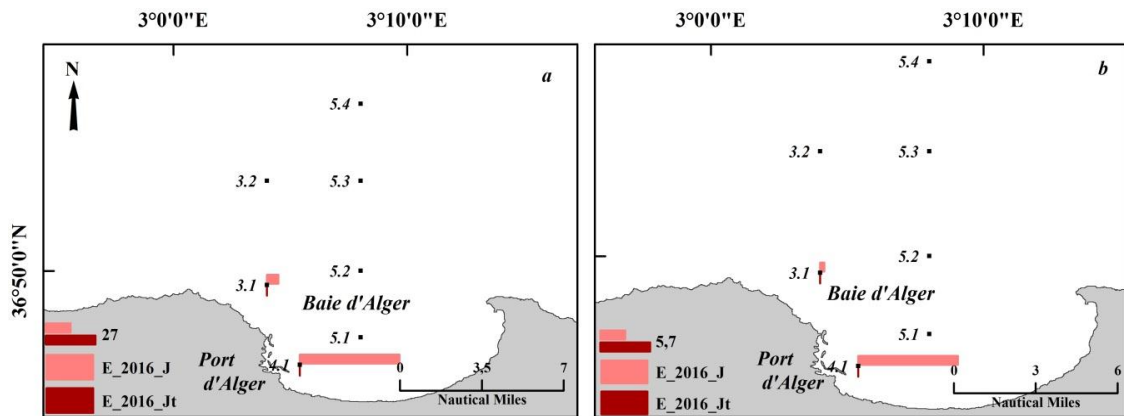 3°0'0"E 3°10'0"E 3°0'0"E 3°10'0"E
N
a
b
5.4
5.4
3.2
5.3
3.2
5.3
36°50'0"N
5.2
5.2
3.1
3.1
Baie d'Alger
Baie d'Alger
5.1
5.1
27
5,7
4.1
4.1
Port
d'Alger
Port
d'Alger
E_2016_J
E_2016_J
E_2016_Jt
E_2016_Jt
0 3,5 7
Nautical Miles
0 3 6
Nautical Miles